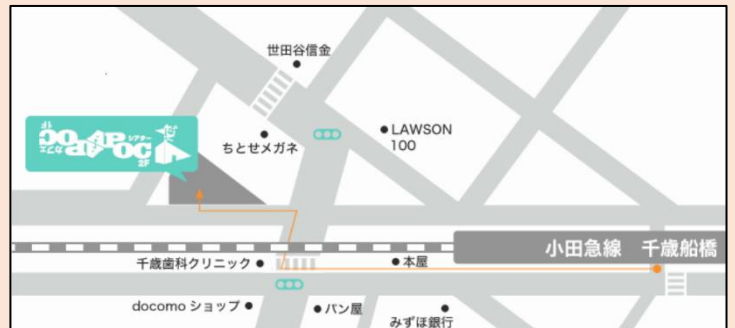 世田谷信金
LAWSON
100
ちとせメガネ
シアター
2F
小田急線 千歳船橋
千歳歯科クリニック
本屋
docomo ショップ
パン屋
みずほ銀行